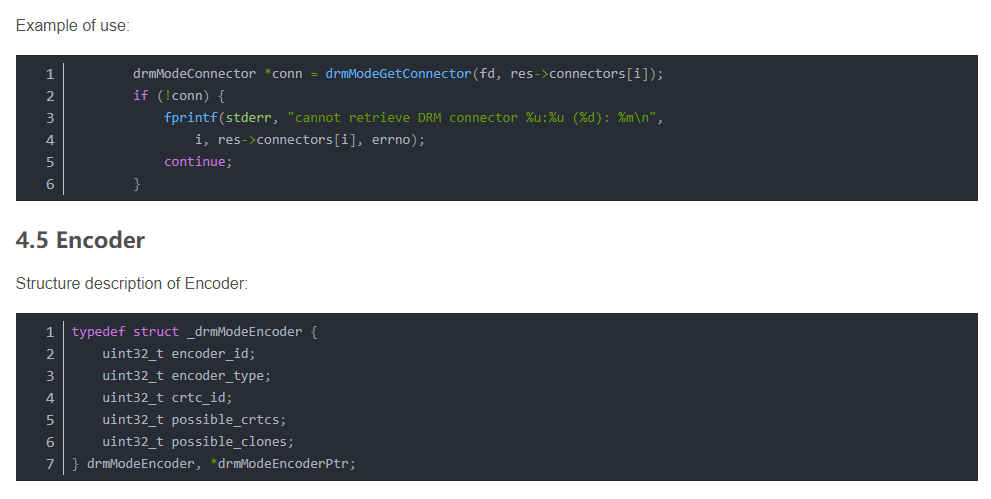 Example of use:
1 drmModeConnector *conn = drmModeGetConnector(fd, res->connectors[i]);
2 if (!conn) {
3 fprintf(stderr, "cannot retrieve DRM connector %u:%u (%d): %m\n",
4 i, res->connectors[i], errno);
5 continue;
6 }
4.5 Encoder
Structure description of Encoder:
1 typedef struct _drmModeEncoder {
2 uint32_t encoder_id;
3 uint32_t encoder_type;
4 uint32_t crtc_id;
5 uint32_t possible_crtcs;
6 uint32_t possible_clones;
7 } drmModeEncoder, *drmModeEncoderPtr;